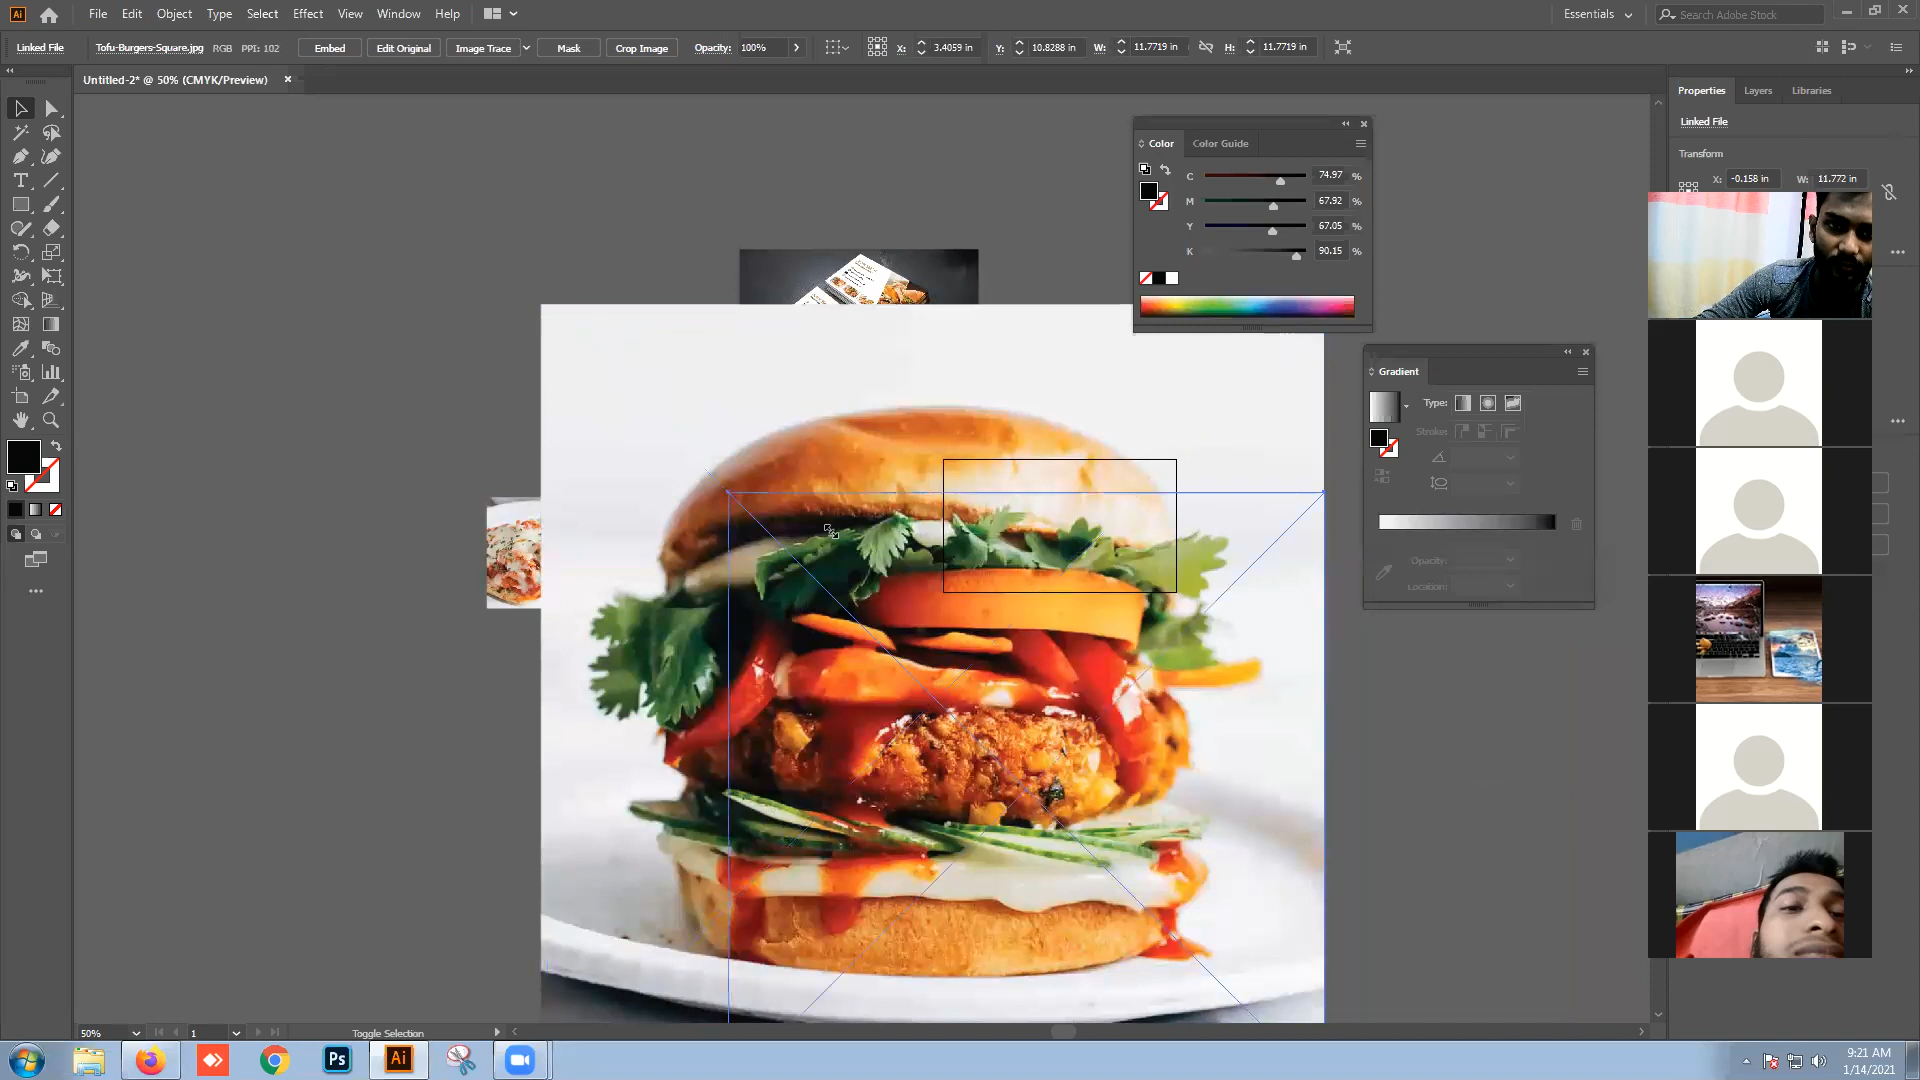 Ai File Edit Object Type Select Effect View Window Help Essentials Search Adobe Stock
Linked File Tofu-Burgers-Square.jpg RGB PPI: 102 Embed Edit Original Image Trace Mask Crop Image Opacity: 100% X: 3.4059 in Y: 10.8288 in W: 11.7719 in H: 11.7719 in
Untitled-2* @ 50% (CMYK/Preview)
Properties Layers Libraries
Linked File
Transform
X: -0.158 in W: 11.772 in
Color Color Guide
C 74.97 %
M 67.92 %
Y 67.05 %
K 90.15 %
Gradient
Type:
Stroke:
Opacity:
Location:
50% 1 Toggle Selection
Ps Ai
9:21 AM
1/14/2021